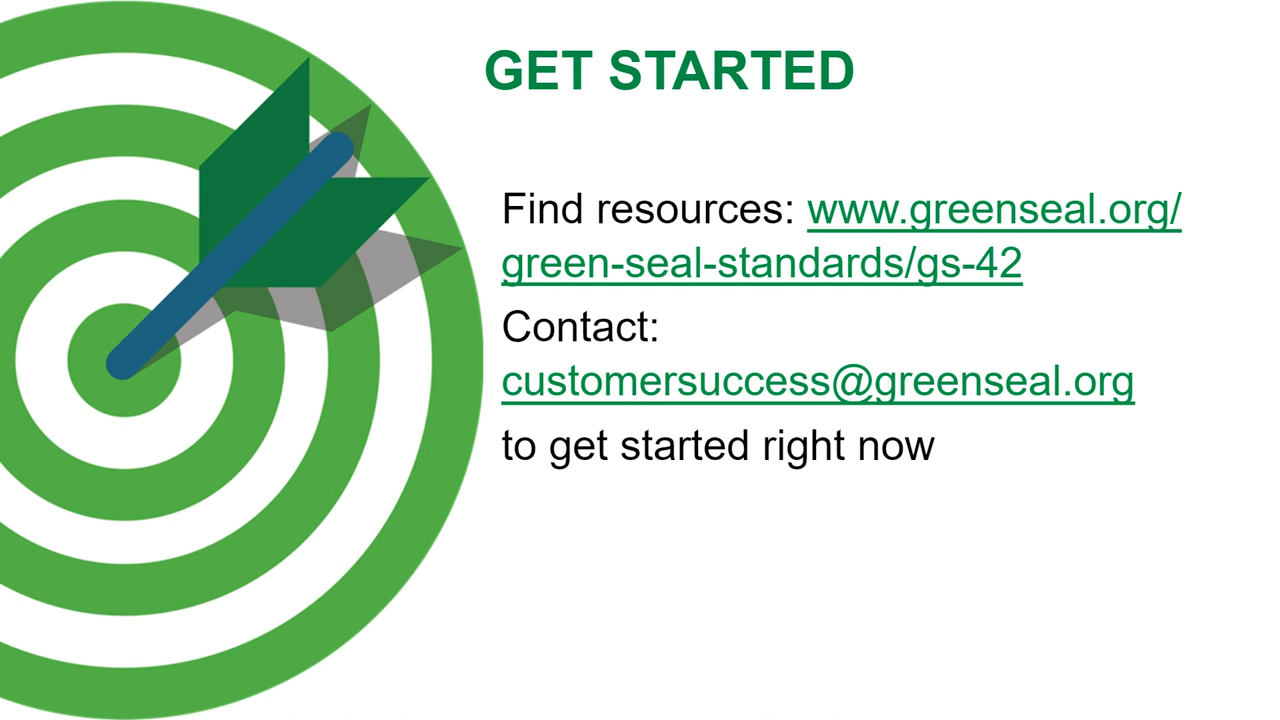 GET STARTED
Find resources: www.greenseal.org/
green-seal-standards/gs-42
Contact:
customersuccess@greenseal.org
to get started right now